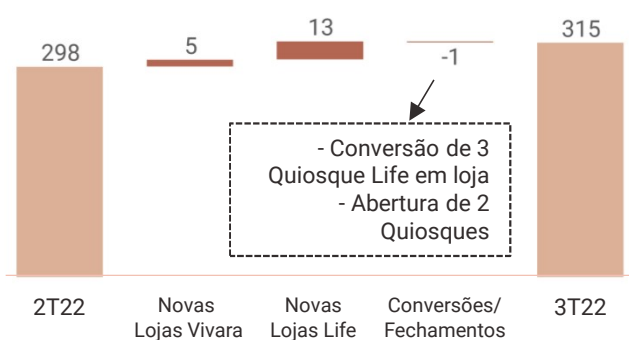 298
5
13
-1
315
- Conversão de 3
Quiosque Life em loja
- Abertura de 2
Quiosques
2T22
Novas
Lojas Vivara
Novas
Lojas Life
Conversões/
Fechamentos
3T22